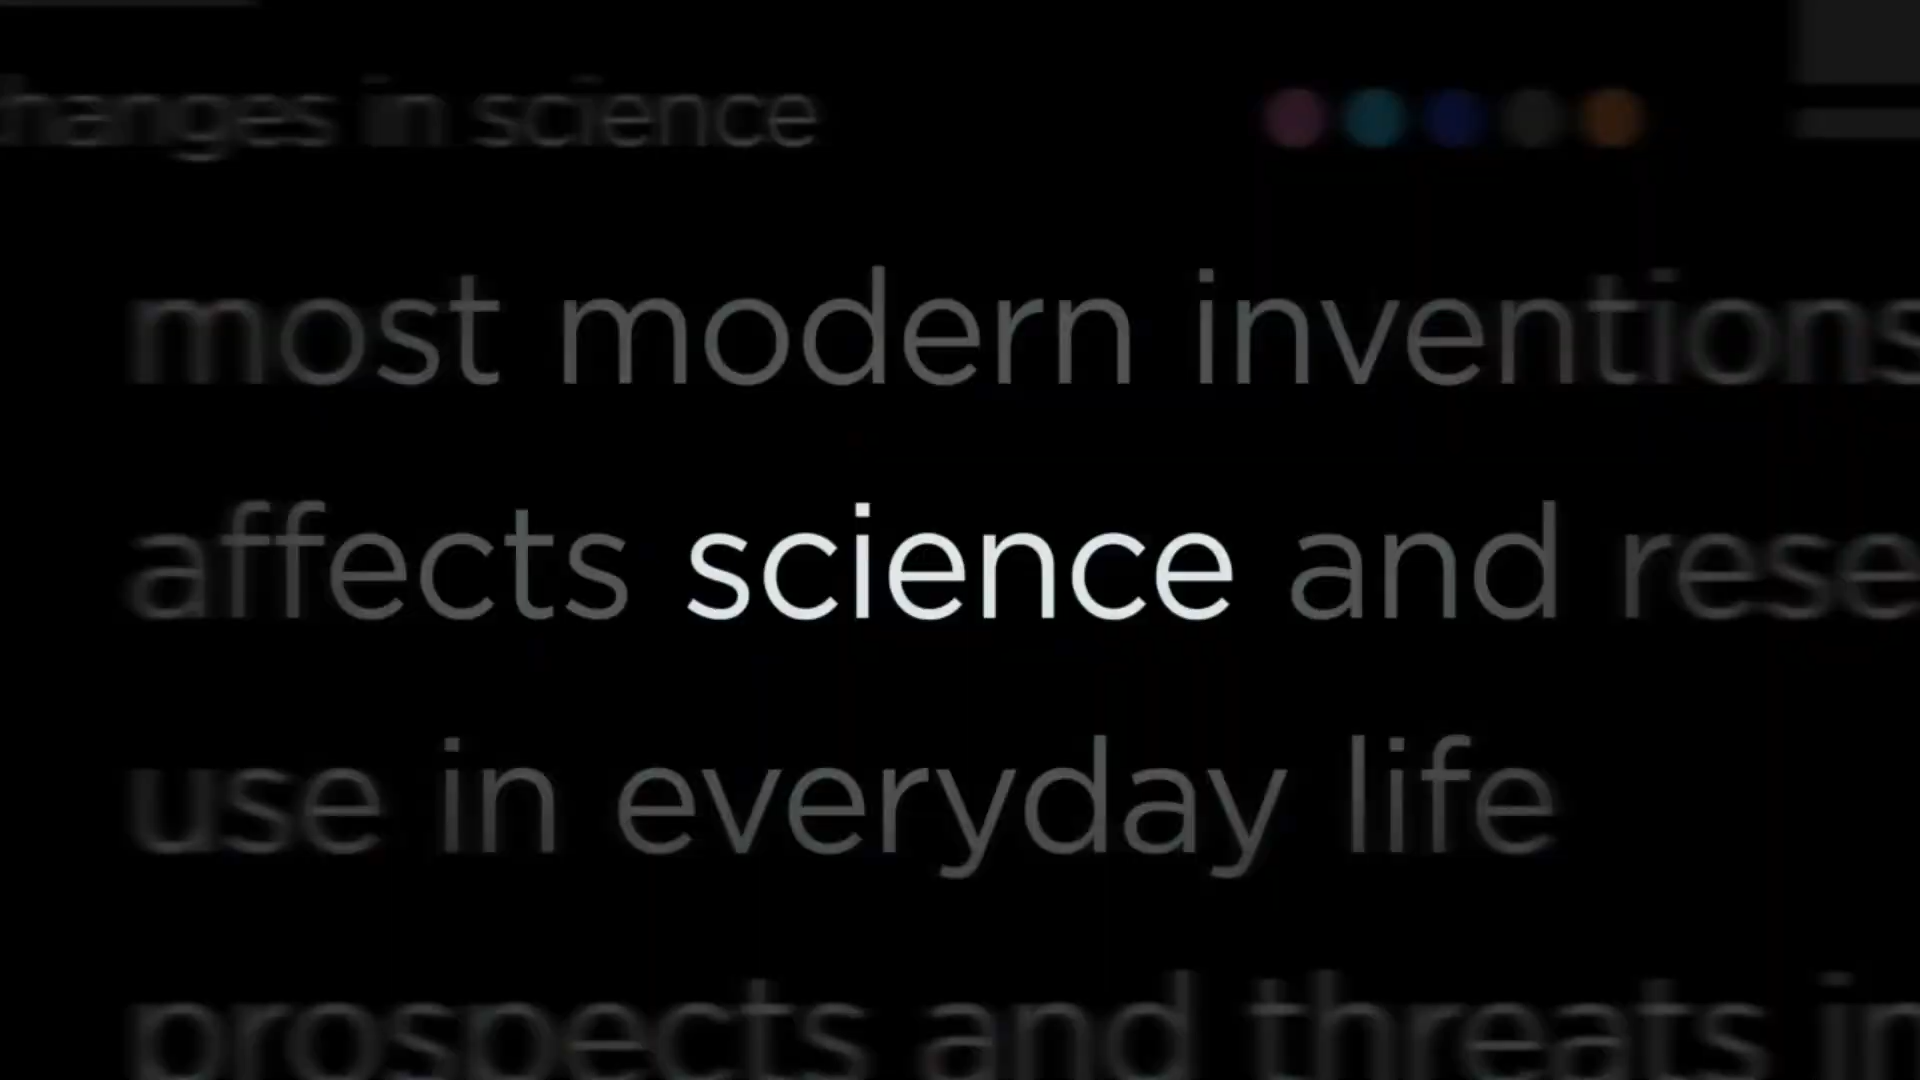 hanges in science
most modern inventions
affects science and rese
use in everyday life
prospects and threats in